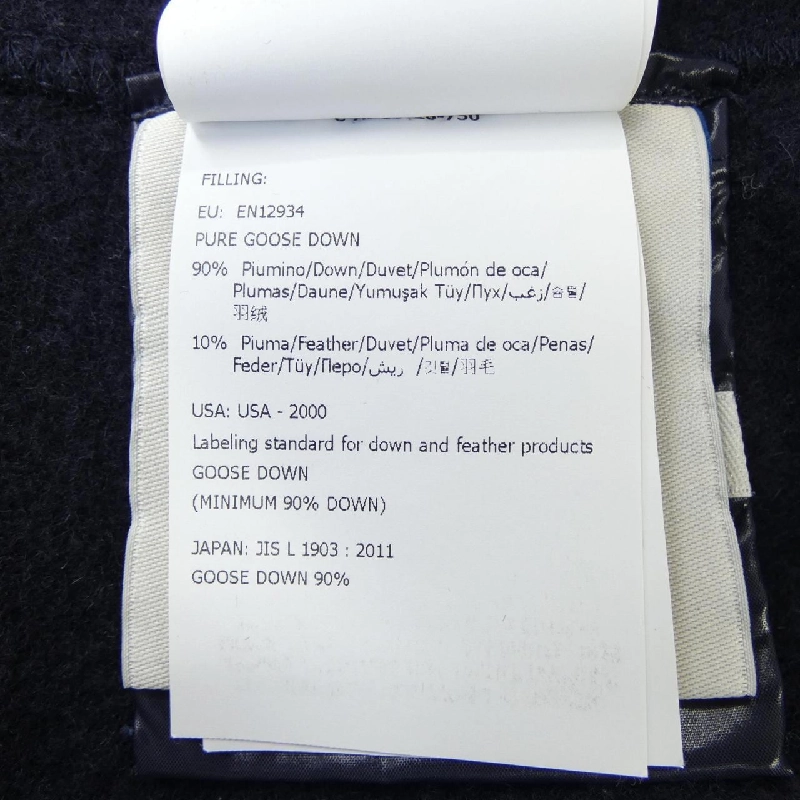 FILLING:
EU: EN12934
PURE GOOSE DOWN
90% Piumino/Down/Duvet/Plumón de oca/
Plumas/Daune/Yumuşak Tüy/Пух/زغب/솜털/
羽绒
10% Piuma/Feather/Duvet/Pluma de oca/Penas/
Feder/Tüy/Перо/ريش /깃털/羽毛
USA: USA - 2000
Labeling standard for down and feather products
GOOSE DOWN
(MINIMUM 90% DOWN)
JAPAN: JIS L 1903 : 2011
GOOSE DOWN 90%